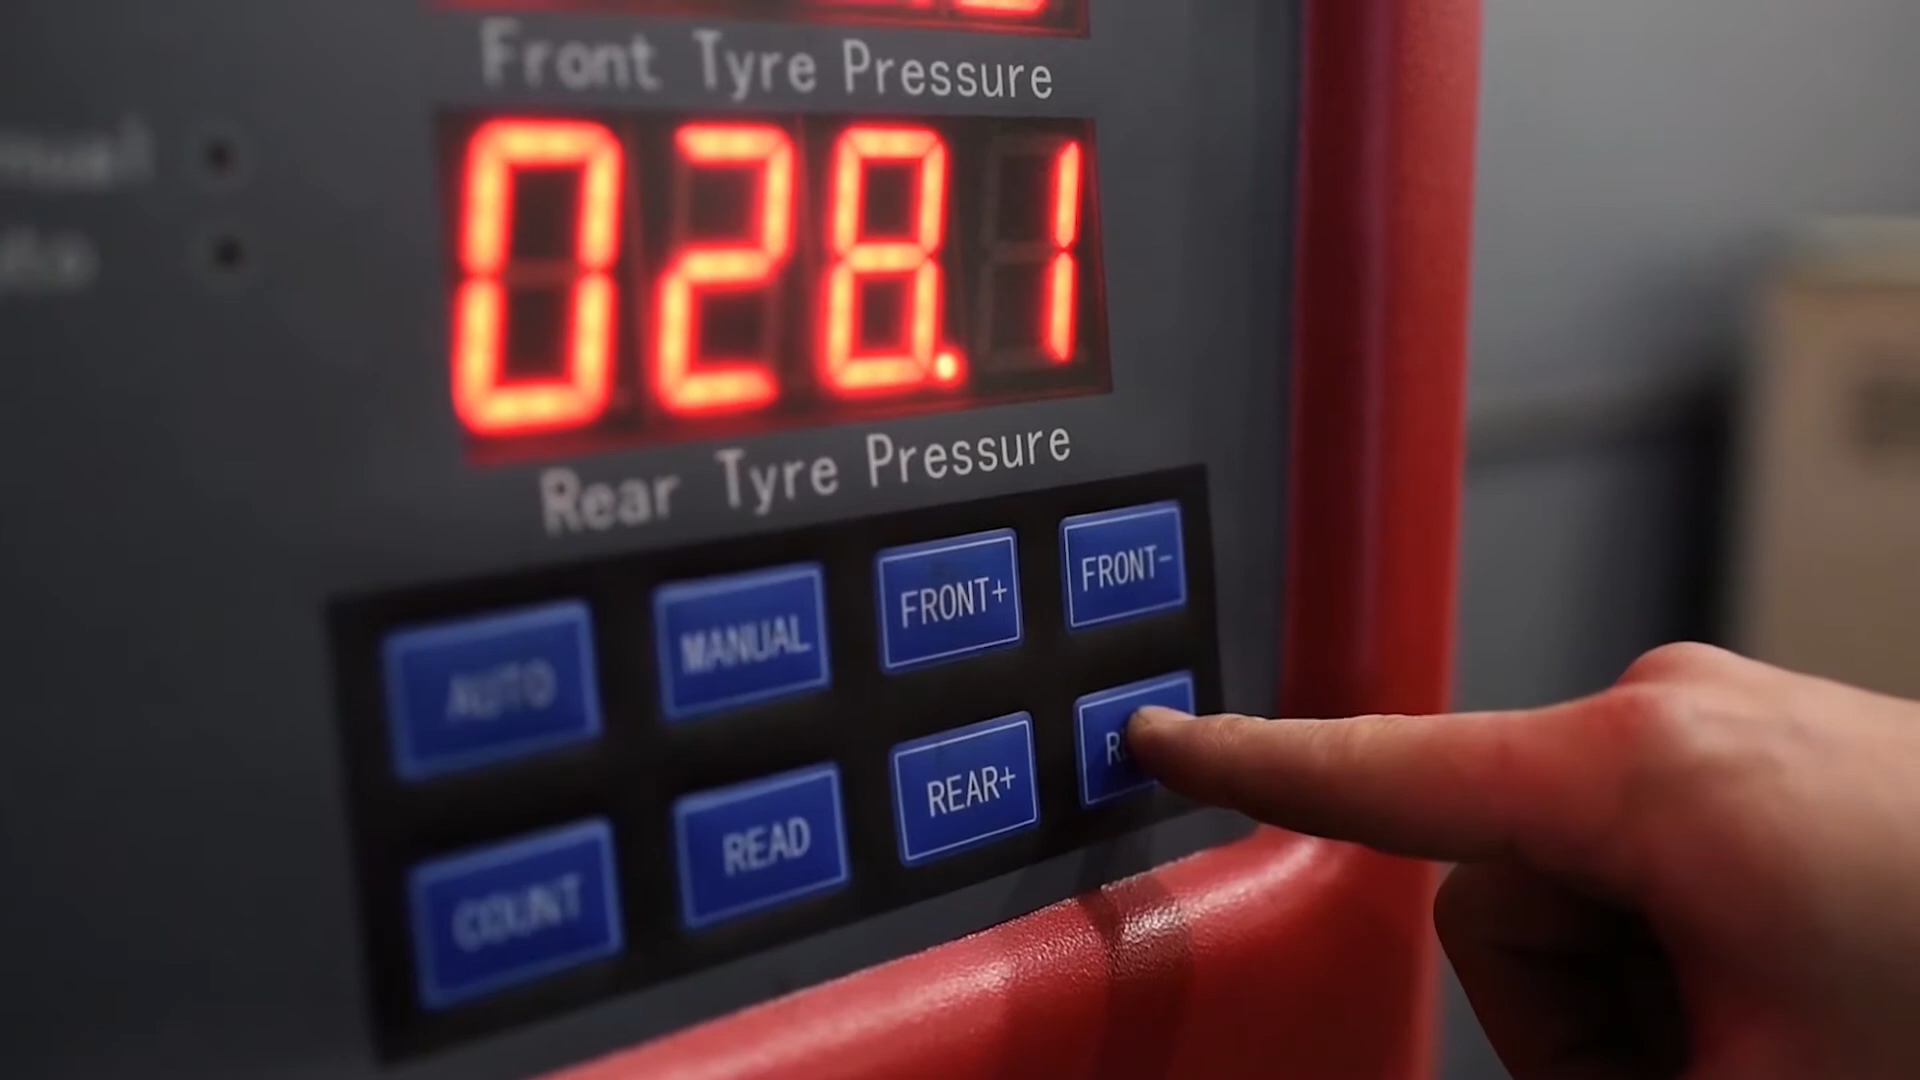 Front Tyre Pressure
028.1
Rear Tyre Pressure
AUTO MANUAL FRONT+ FRONT-
COUNT READ REAR+